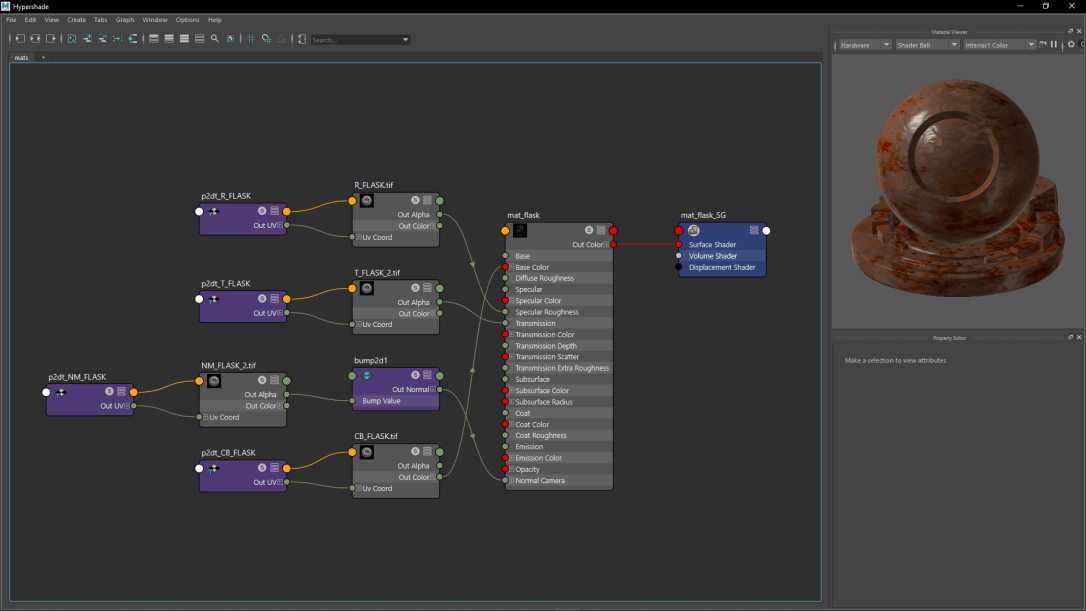 Hypershade
File Edit View Create Tabs Graph Window Options Help
Search...
mats +
Material Viewer
Hardware Shader Ball Interior1 Color
p2dt_R_FLASK
Out UV
R_FLASK.tif
Out Alpha
Out Color
Uv Coord
p2dt_T_FLASK
Out UV
T_FLASK_2.tif
Out Alpha
Out Color
Uv Coord
p2dt_NM_FLASK
Out UV
NM_FLASK_2.tif
Out Alpha
Out Color
Uv Coord
bump2d1
Out Normal
Bump Value
p2dt_CB_FLASK
Out UV
CB_FLASK.tif
Out Alpha
Out Color
Uv Coord
mat_flask
Out Color
Base
Base Color
Diffuse Roughness
Specular
Specular Color
Specular Roughness
Transmission
Transmission Color
Transmission Depth
Transmission Scatter
Transmission Extra Roughness
Subsurface
Subsurface Color
Subsurface Radius
Coat
Coat Color
Coat Roughness
Emission
Emission Color
Opacity
Normal Camera
mat_flask_SG
Surface Shader
Volume Shader
Displacement Shader
Property Editor
Make a selection to view attributes